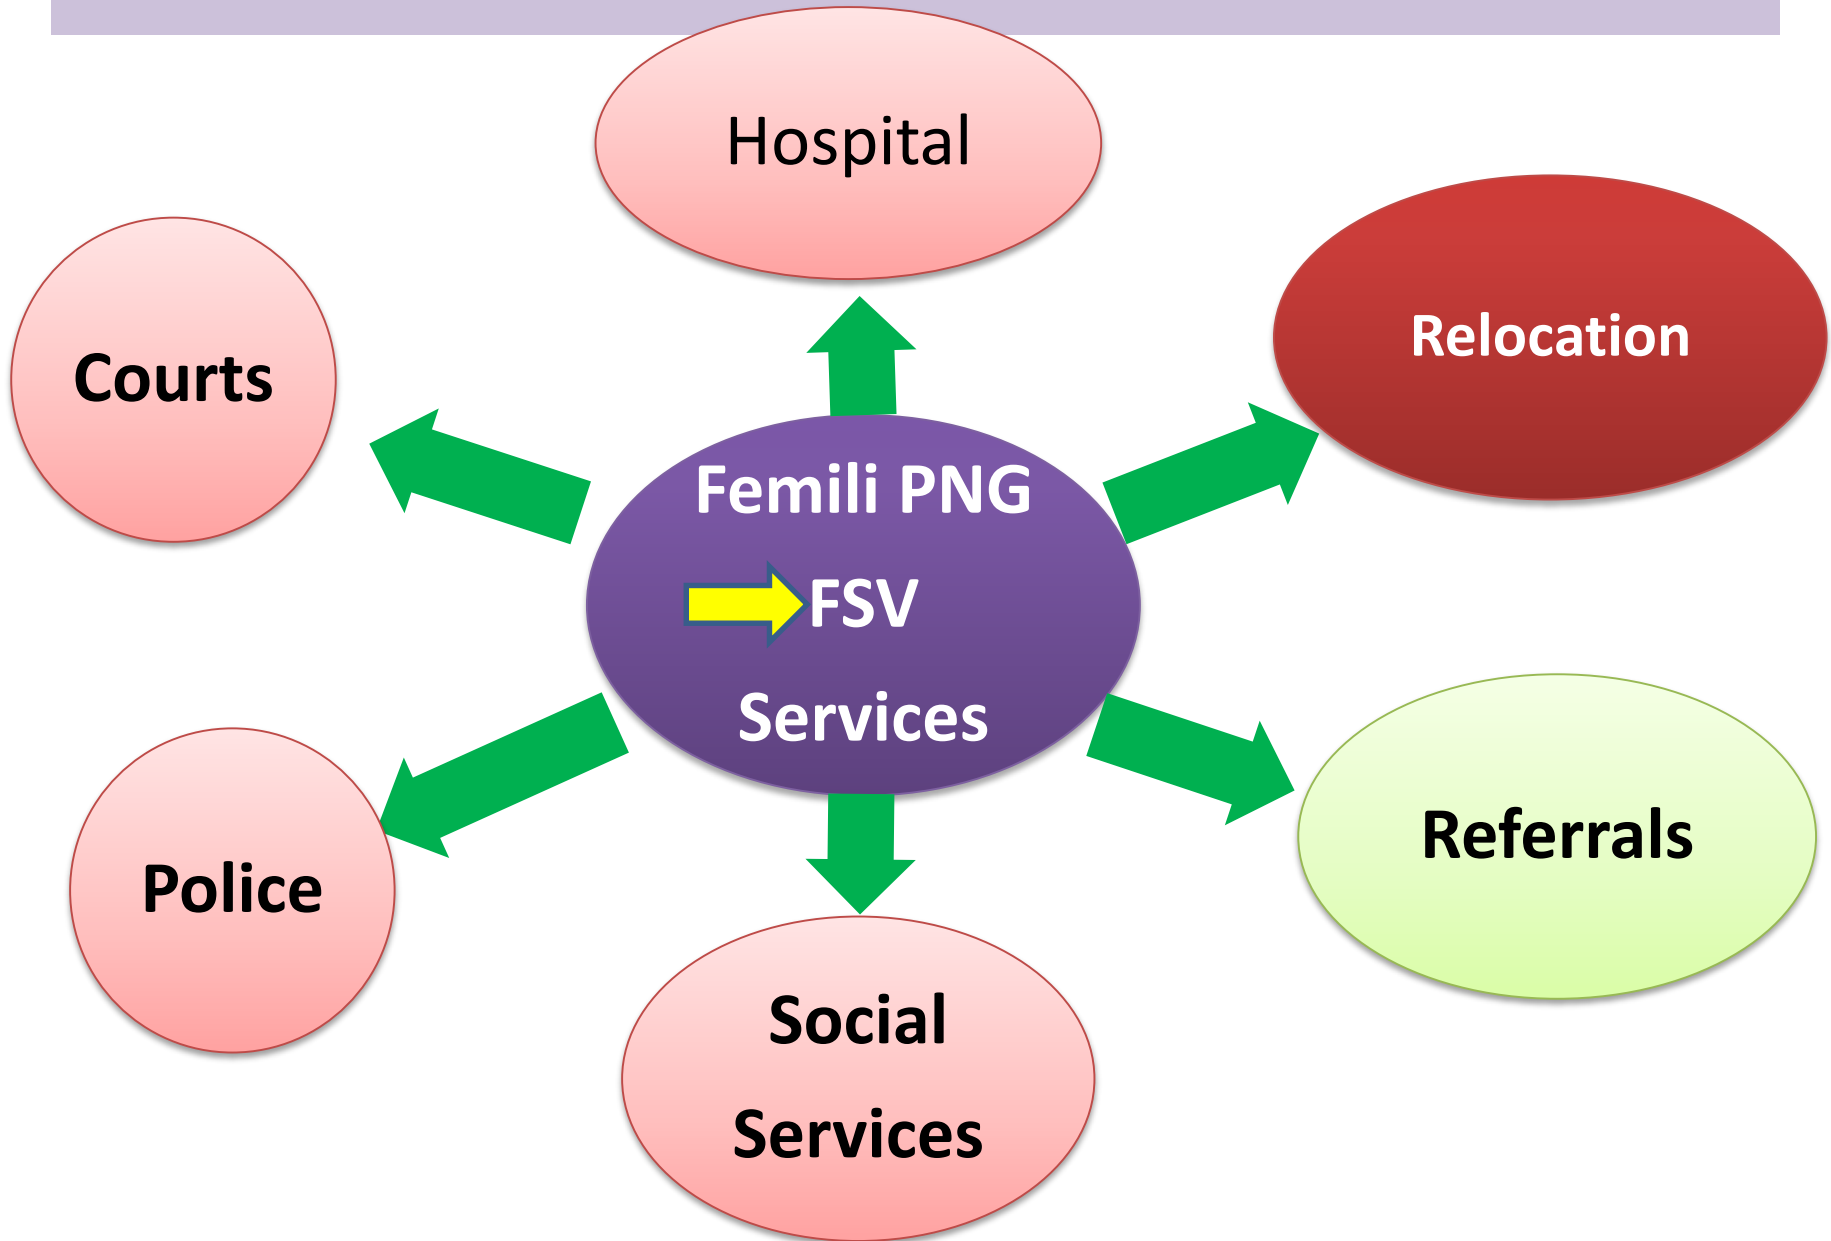 Hospital
Courts
Relocation
Femili PNG
FSV
Services
Referrals
Police
Social
Services